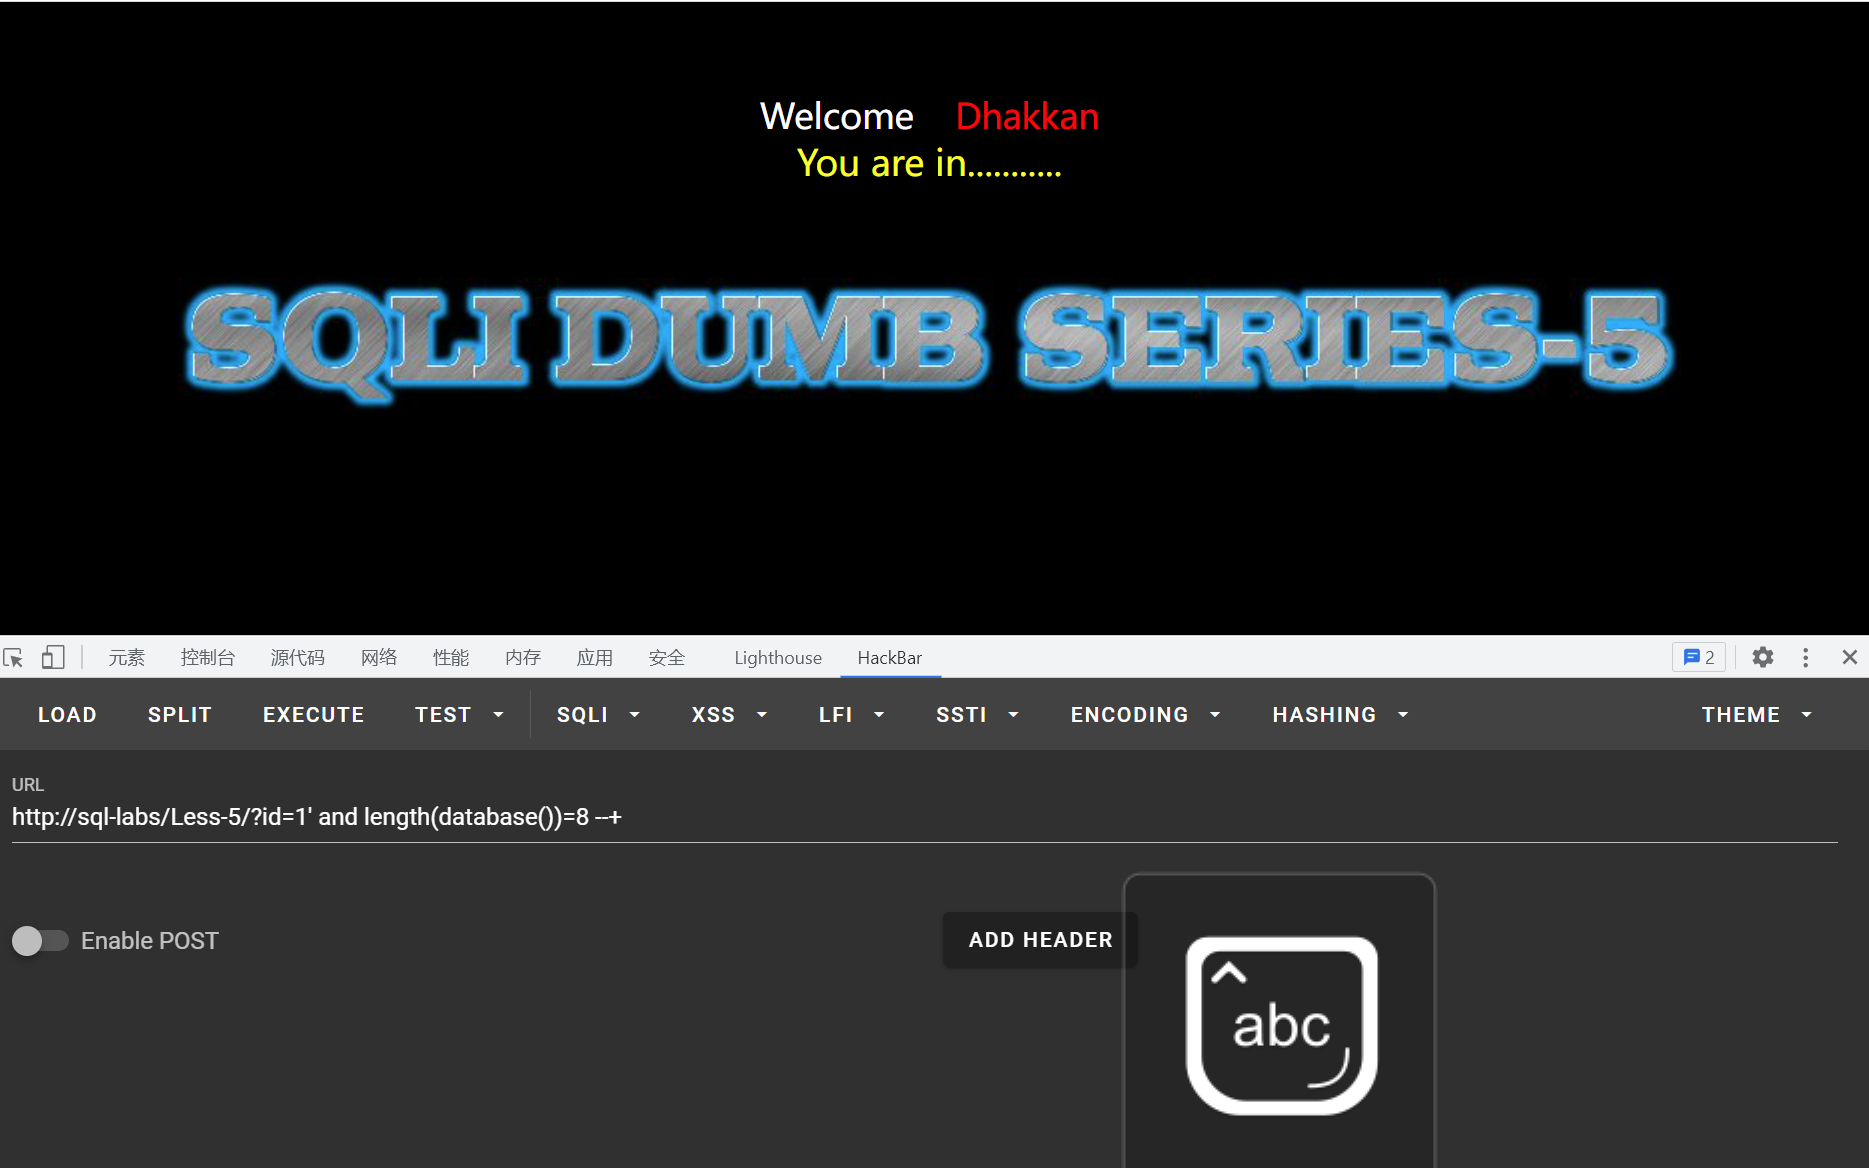 Welcome Dhakkan
You are in...........
SQLI DUMB SERIES-5
元素 控制台 源代码 网络 性能 内存 应用 安全 Lighthouse HackBar 2
LOAD SPLIT EXECUTE TEST SQLI XSS LFI SSTI ENCODING HASHING THEME
URL
http://sql-labs/Less-5/?id=1' and length(database())=8 --+
Enable POST ADD HEADER
abc